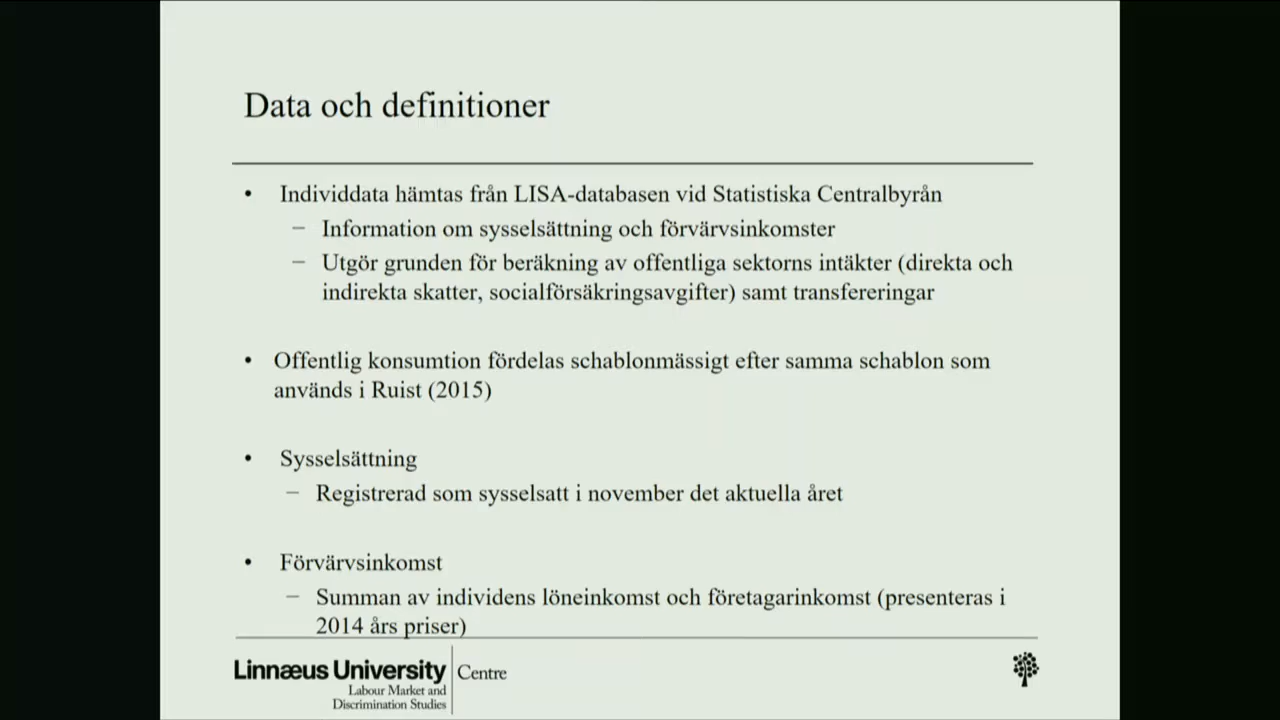 Data och definitioner
• Individdata hämtas från LISA-databasen vid Statistiska Centralbyrån
– Information om sysselsättning och förvärvsinkomster
– Utgör grunden för beräkning av offentliga sektorns intäkter (direkta och
indirekta skatter, socialförsäkringsavgifter) samt transfereringar
• Offentlig konsumtion fördelas schablonmässigt efter samma schablon som
används i Ruist (2015)
• Sysselsättning
– Registrerad som sysselsatt i november det aktuella året
• Förvärvsinkomst
– Summan av individens löneinkomst och företagarinkomst (presenteras i
2014 års priser)
Linnæus University Centre
Labour Market and
Discrimination Studies